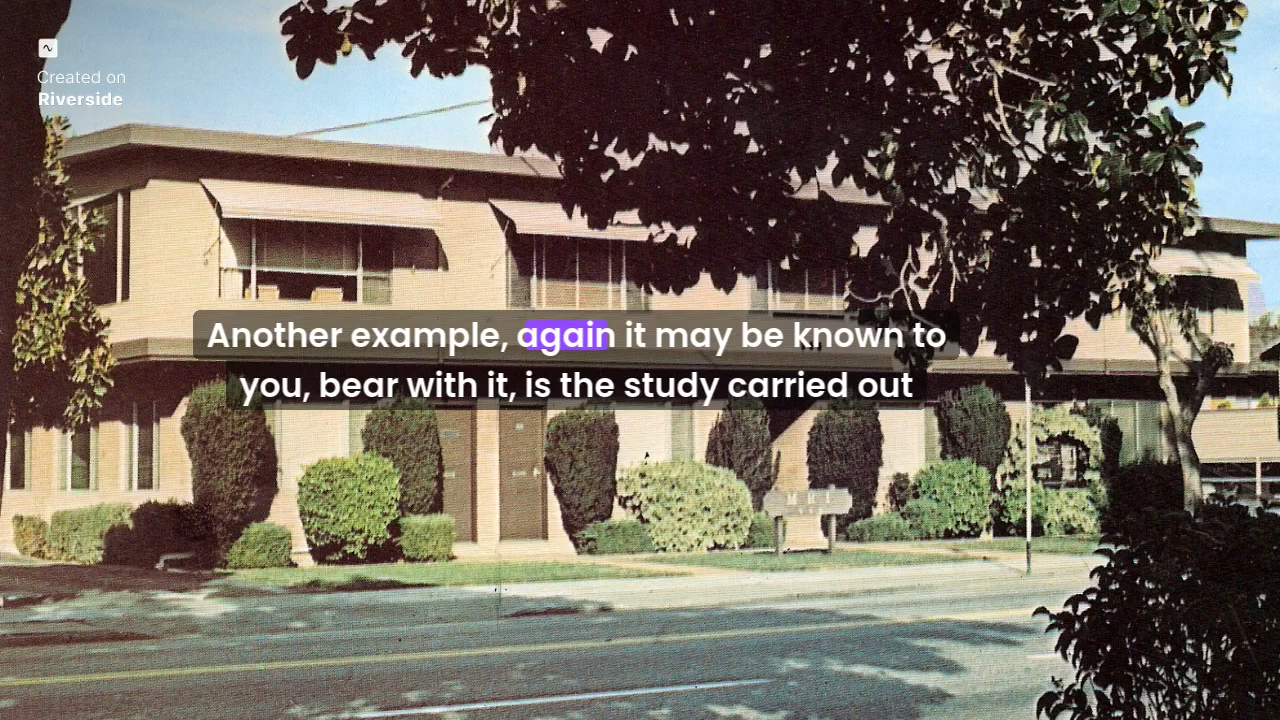 Created on
Riverside
Another example, again it may be known to
you, bear with it, is the study carried out